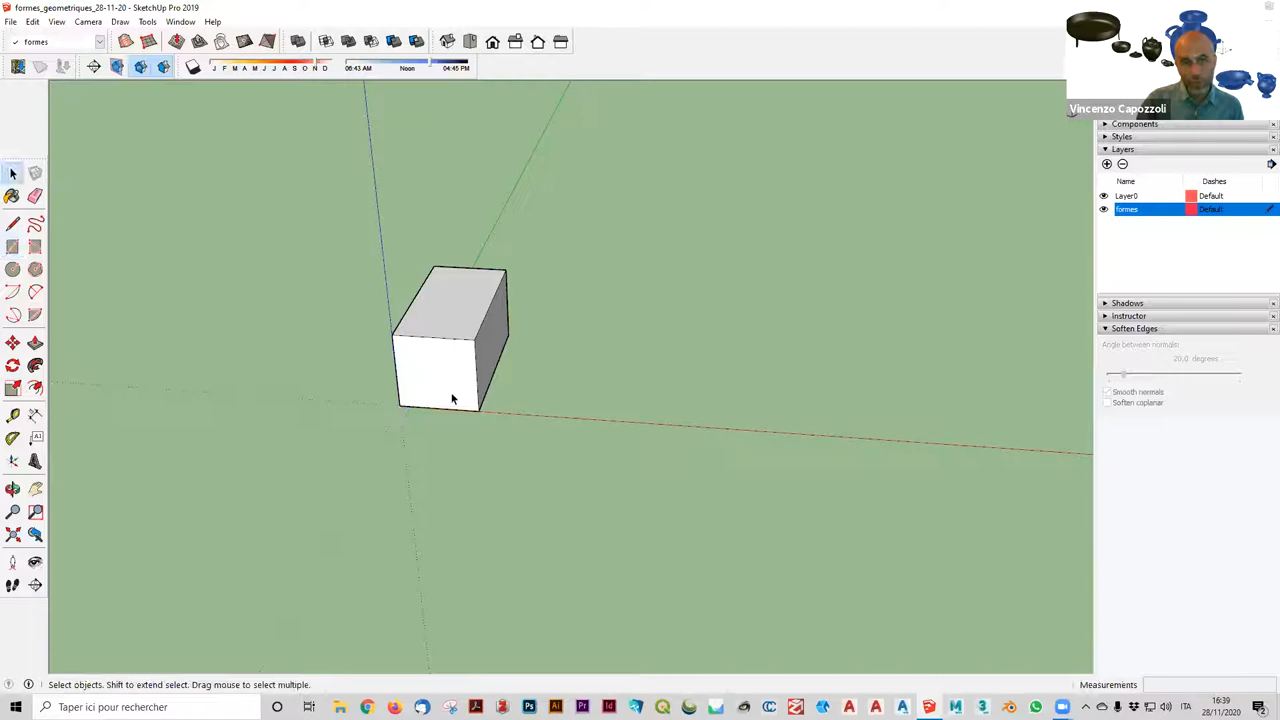 formes_geometriques_28-11-20 - SketchUp Pro 2019
File Edit View Camera Draw Tools Window Help
✓ formes
J F M A M J J A S O N D
06:43 AM Noon 04:45 PM
Vincenzo Capozzoli
Components
Styles
Layers
Name Dashes
Layer0 Default
formes Default
Shadows
Instructor
Soften Edges
Angle between normals:
20.0 degrees
Smooth normals
Soften coplanar
Select objects. Shift to extend select. Drag mouse to select multiple.
Measurements
Taper ici pour rechercher
ITA
16:39
28/11/2020